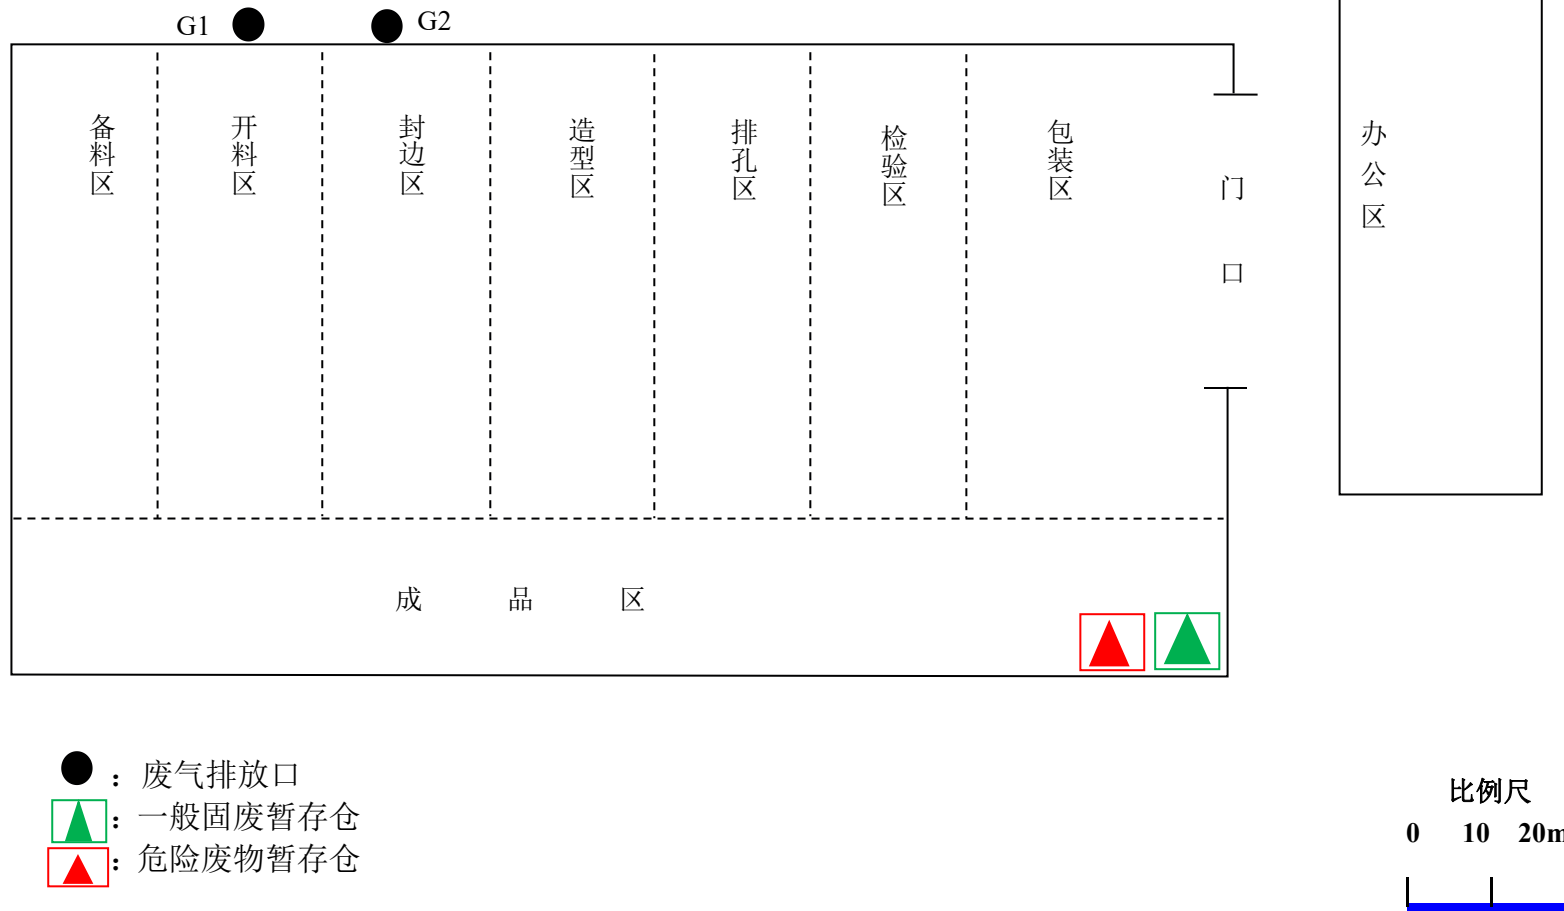 G1
G2
备料区
开料区
封边区
造型区
排孔区
检验区
包装区
门口
办公区
成品区
：废气排放口
：一般固废暂存仓
：危险废物暂存仓
比例尺
0 10 20m